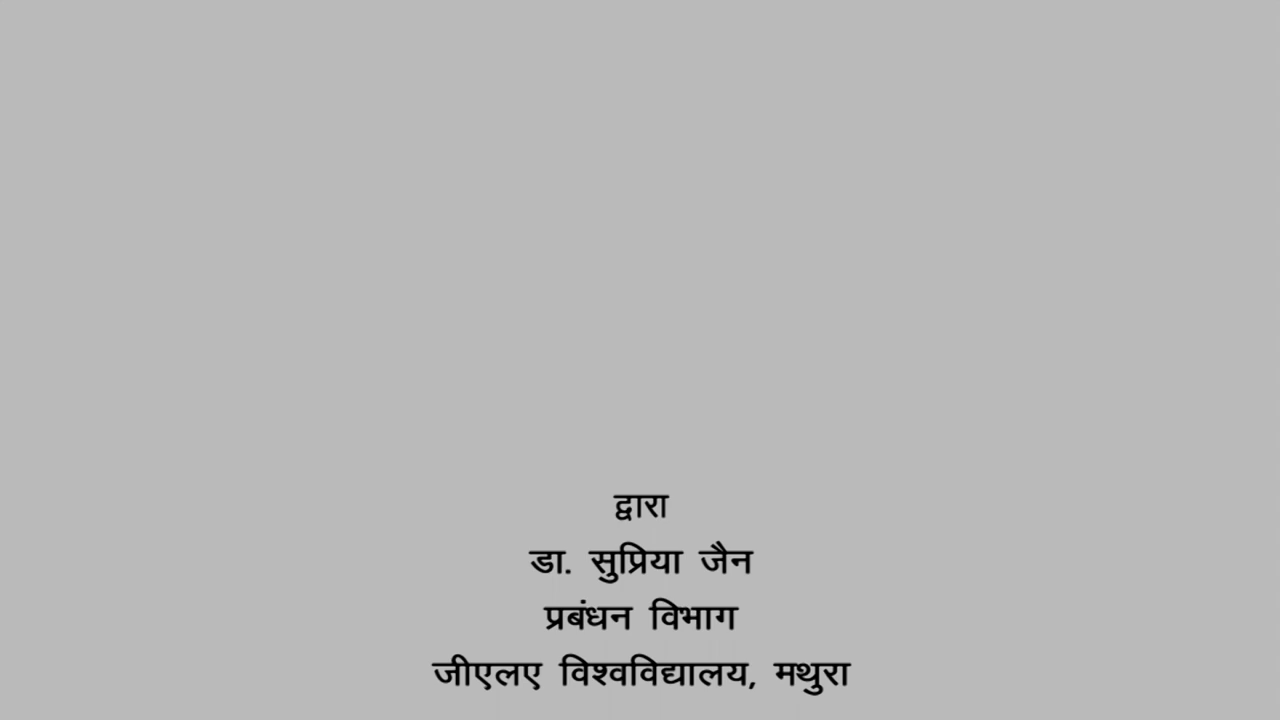 द्वारा
डा. सुप्रिया जैन
प्रबंधन विभाग
जीएलए विश्वविद्यालय, मथुरा